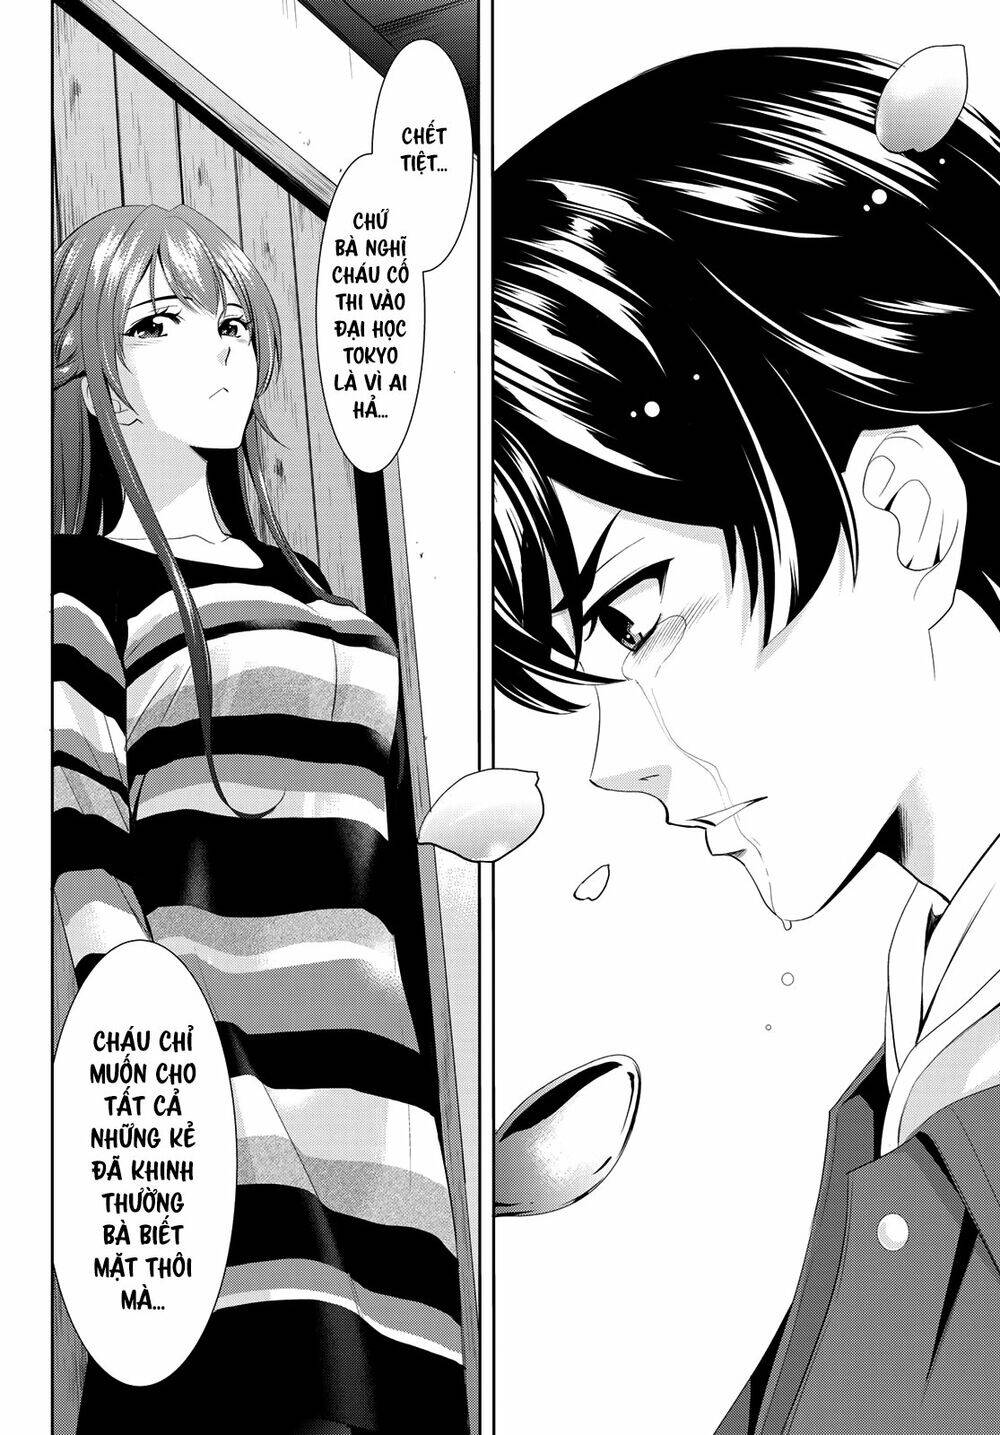 CHẾT
TIỆT...
CHỨ
BÀ NGHĨ
CHÁU CỐ
THI VÀO
ĐẠI HỌC
TOKYO
LÀ VÌ AI
HẢ...
CHÁU CHỈ
MUỐN CHO
TẤT CẢ
NHỮNG KẺ
ĐÃ KHINH
THƯỜNG
BÀ BIẾT
MẶT THÔI
MÀ...